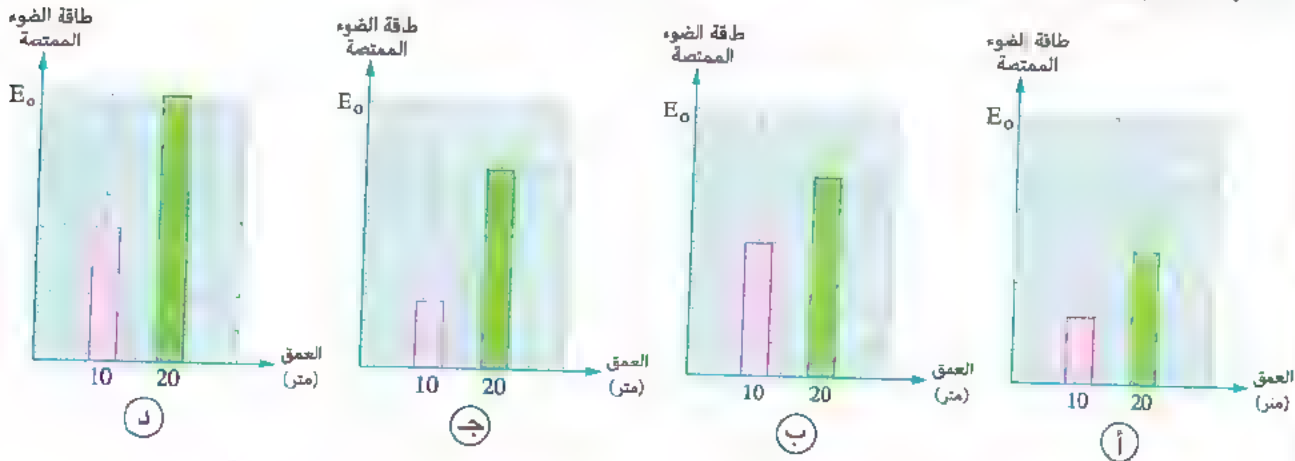 طاقة الضوء
الممتصة
E₀
10
20
العمق
(متر)
أ
طاقة الضوء
الممتصة
E₀
10
20
العمق
(متر)
ب
طاقة الضوء
الممتصة
E₀
10
20
العمق
(متر)
جـ
طاقة الضوء
الممتصة
E₀
10
20
العمق
(متر)
د